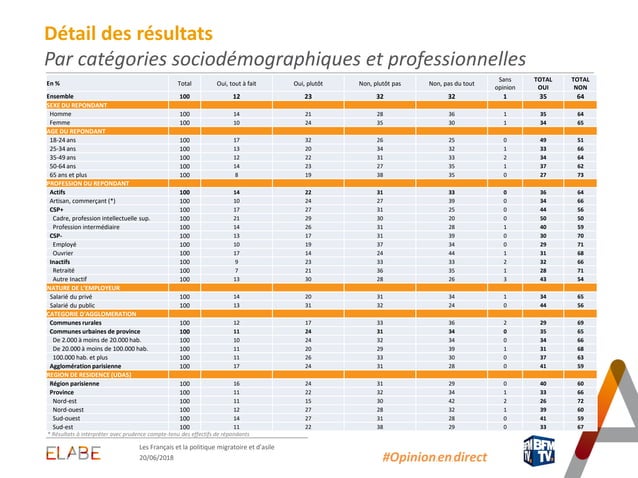 Détail des résultats
Par catégories sociodémographiques et professionnelles
En % Total Oui, tout à fait Oui, plutôt Non, plutôt pas Non, pas du tout Sans opinion TOTAL OUI TOTAL NON
Ensemble 100 12 23 32 32 1 35 64
SEXE DU REPONDANT
Homme 100 14 21 28 36 1 35 64
Femme 100 10 24 35 30 1 34 65
AGE DU REPONDANT
18-24 ans 100 17 32 26 25 0 49 51
25-34 ans 100 13 20 34 32 1 33 66
35-49 ans 100 12 22 31 33 2 34 64
50-64 ans 100 14 23 27 35 1 37 62
65 ans et plus 100 8 19 38 35 0 27 73
PROFESSION DU REPONDANT
Actifs 100 14 22 31 33 0 36 64
Artisan, commerçant (*) 100 10 24 27 39 0 34 66
CSP+ 100 17 27 31 25 0 44 56
Cadre, profession intellectuelle sup. 100 21 29 30 20 0 50 50
Profession intermédiaire 100 14 26 31 28 1 40 59
CSP- 100 13 17 31 39 0 30 70
Employé 100 10 19 37 34 0 29 71
Ouvrier 100 17 14 24 44 1 31 68
Inactifs 100 9 23 33 33 2 32 66
Retraité 100 7 21 36 35 1 28 71
Autre Inactif 100 13 30 28 26 3 43 54
NATURE DE L'EMPLOYEUR
Salarié du privé 100 14 20 31 34 1 34 65
Salarié du public 100 13 31 32 24 0 44 56
CATEGORIE D'AGGLOMERATION
Communes rurales 100 12 17 33 36 2 29 69
Communes urbaines de province 100 11 24 31 34 0 35 65
De 2.000 à moins de 20.000 hab. 100 10 24 32 34 0 34 66
De 20.000 à moins de 100.000 hab. 100 11 20 29 39 1 31 68
100.000 hab. et plus 100 11 26 33 30 0 37 63
Agglomération parisienne 100 17 24 31 28 0 41 59
REGION DE RESIDENCE (UDA5)
Région parisienne 100 16 24 31 29 0 40 60
Province 100 11 22 32 34 1 33 66
Nord-est 100 11 15 30 42 2 26 72
Nord-ouest 100 12 27 28 32 1 39 60
Sud-ouest 100 14 27 31 28 0 41 59
Sud-est 100 11 22 38 29 0 33 67
* Résultats à interpréter avec prudence compte-tenu des effectifs de répondants
ELABE
Les Français et la politique migratoire et d'asile
20/06/2018
#Opinion en direct
BFM
TV.